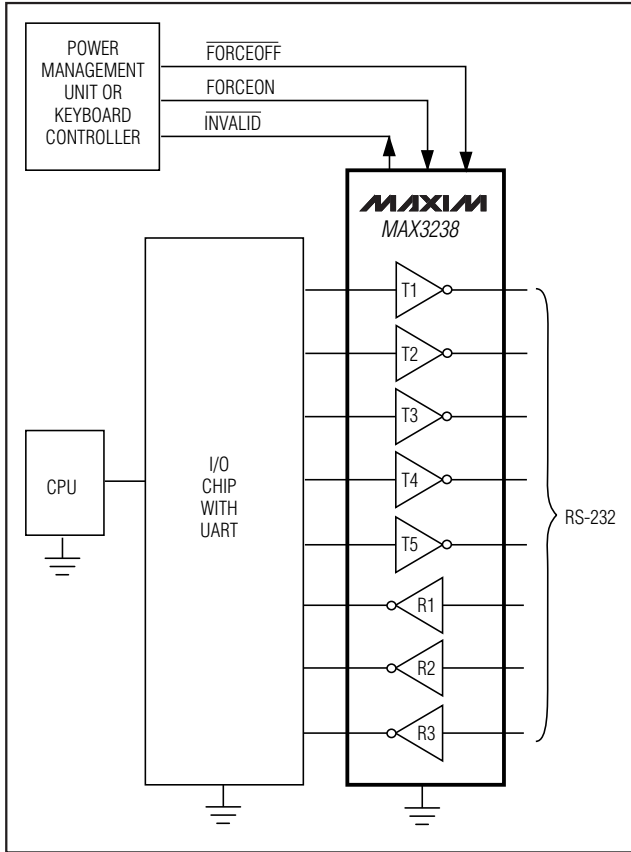 POWER
MANAGEMENT
UNIT OR
KEYBOARD
CONTROLLER
FORCEOFF
FORCEON
INVALID
MAXIM
MAX3238
T1
T2
T3
T4
T5
R1
R2
R3
CPU
I/O
CHIP
WITH
UART
RS-232